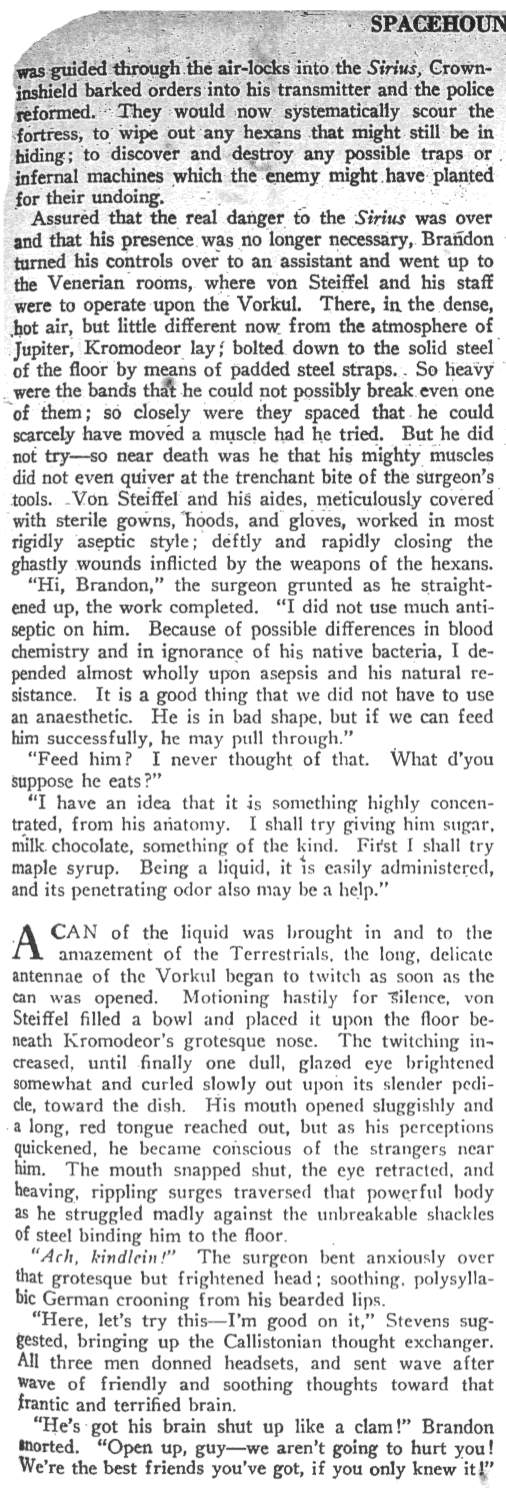 SPACEHOUN
was guided through the air-locks into the Sirius, Crown-
inshield barked orders into his transmitter and the police
reformed. They would now systematically scour the
fortress, to wipe out any hexans that might still be in
hiding; to discover and destroy any possible traps or
infernal machines which the enemy might have planted
for their undoing.
Assured that the real danger to the Sirius was over
and that his presence was no longer necessary, Brandon
turned his controls over to an assistant and went up to
the Venerian rooms, where von Steiffel and his staff
were to operate upon the Vorkul. There, in the dense,
hot air, but little different now from the atmosphere of
Jupiter, Kromodeor lay; bolted down to the solid steel
of the floor by means of padded steel straps. So heavy
were the bands that he could not possibly break even one
of them; so closely were they spaced that he could
scarcely have moved a muscle had he tried. But he did
not try—so near death was he that his mighty muscles
did not even quiver at the trenchant bite of the surgeon's
tools. Von Steiffel and his aides, meticulously covered
with sterile gowns, hoods, and gloves, worked in most
rigidly aseptic style; deftly and rapidly closing the
ghastly wounds inflicted by the weapons of the hexans.
"Hi, Brandon," the surgeon grunted as he straight-
ened up, the work completed. "I did not use much anti-
septic on him. Because of possible differences in blood
chemistry and in ignorance of his native bacteria, I de-
pended almost wholly upon asepsis and his natural re-
sistance. It is a good thing that we did not have to use
an anaesthetic. He is in bad shape, but if we can feed
him successfully, he may pull through."
"Feed him? I never thought of that. What d'you
suppose he eats?"
"I have an idea that it is something highly concen-
trated, from his anatomy. I shall try giving him sugar,
milk chocolate, something of the kind. First I shall try
maple syrup. Being a liquid, it is easily administered,
and its penetrating odor also may be a help."
A CAN of the liquid was brought in and to the
amazement of the Terrestrials, the long, delicate
antennae of the Vorkul began to twitch as soon as the
can was opened. Motioning hastily for silence, von
Steiffel filled a bowl and placed it upon the floor be-
neath Kromodeor's grotesque nose. The twitching in-
creased, until finally one dull, glazed eye brightened
somewhat and curled slowly out upon its slender pedi-
cle, toward the dish. His mouth opened sluggishly and
a long, red tongue reached out, but as his perceptions
quickened, he became conscious of the strangers near
him. The mouth snapped shut, the eye retracted, and
heaving, rippling surges traversed that powerful body
as he struggled madly against the unbreakable shackles
of steel binding him to the floor.
"Ach, kindlein!" The surgeon bent anxiously over
that grotesque but frightened head; soothing, polysylla-
bic German crooning from his bearded lips.
"Here, let's try this—I'm good on it," Stevens sug-
gested, bringing up the Callistonian thought exchanger.
All three men donned headsets, and sent wave after
wave of friendly and soothing thoughts toward that
frantic and terrified brain.
"He's got his brain shut up like a clam!" Brandon
snorted. "Open up, guy—we aren't going to hurt you!
We're the best friends you've got, if you only knew it!"